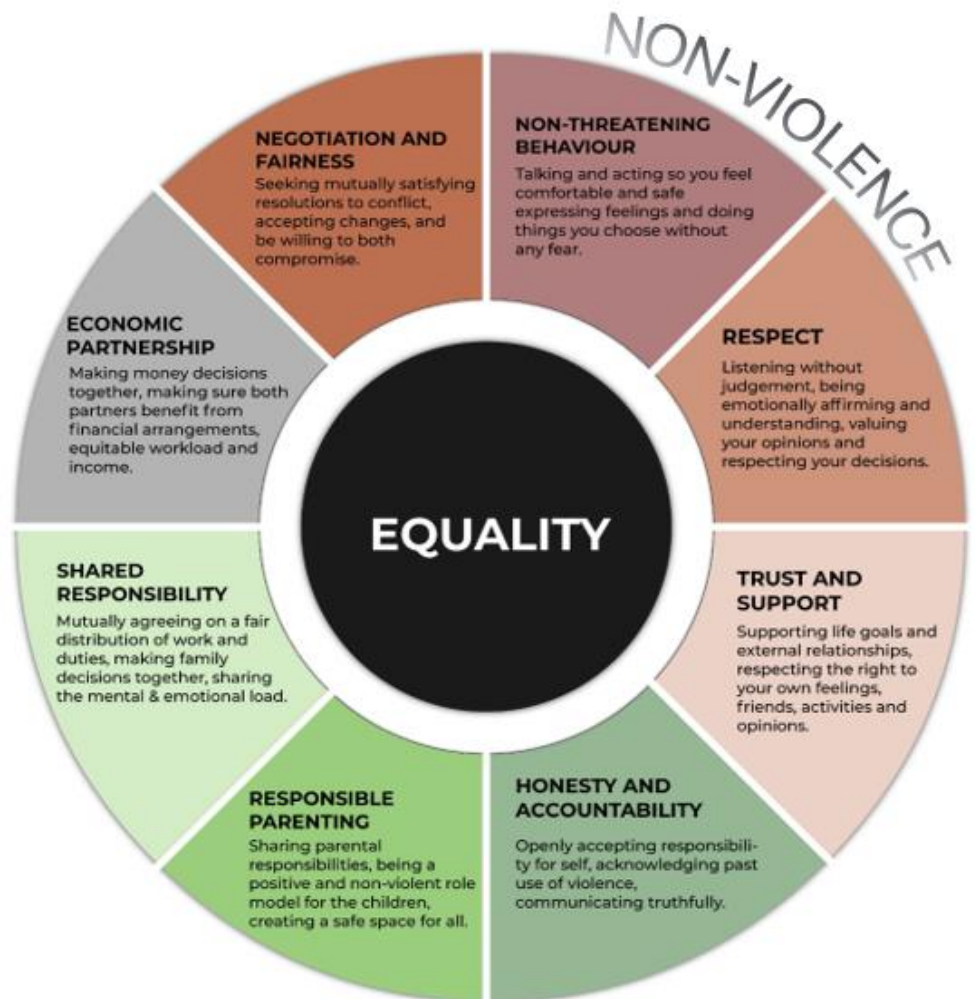 NON-VIOLENCE
NEGOTIATION AND
FAIRNESS
Seeking mutually satisfying
resolutions to conflict,
accepting changes, and
be willing to both
compromise.
NON-THREATENING
BEHAVIOUR
Talking and acting so you feel
comfortable and safe
expressing feelings and doing
things you choose without
any fear.
RESPECT
Listening without
judgement, being
emotionally affirming and
understanding, valuing
your opinions and
respecting your decisions.
TRUST AND
SUPPORT
Supporting life goals and
external relationships,
respecting the right to
your own feelings,
friends, activities and
opinions.
HONESTY AND
ACCOUNTABILITY
Openly accepting responsibili-
ty for self, acknowledging past
use of violence,
communicating truthfully.
RESPONSIBLE
PARENTING
Sharing parental
responsibilities, being a
positive and non-violent role
model for the children,
creating a safe space for all.
SHARED
RESPONSIBILITY
Mutually agreeing on a fair
distribution of work and
duties, making family
decisions together, sharing
the mental & emotional load.
ECONOMIC
PARTNERSHIP
Making money decisions
together, making sure both
partners benefit from
financial arrangements,
equitable workload and
income.
EQUALITY